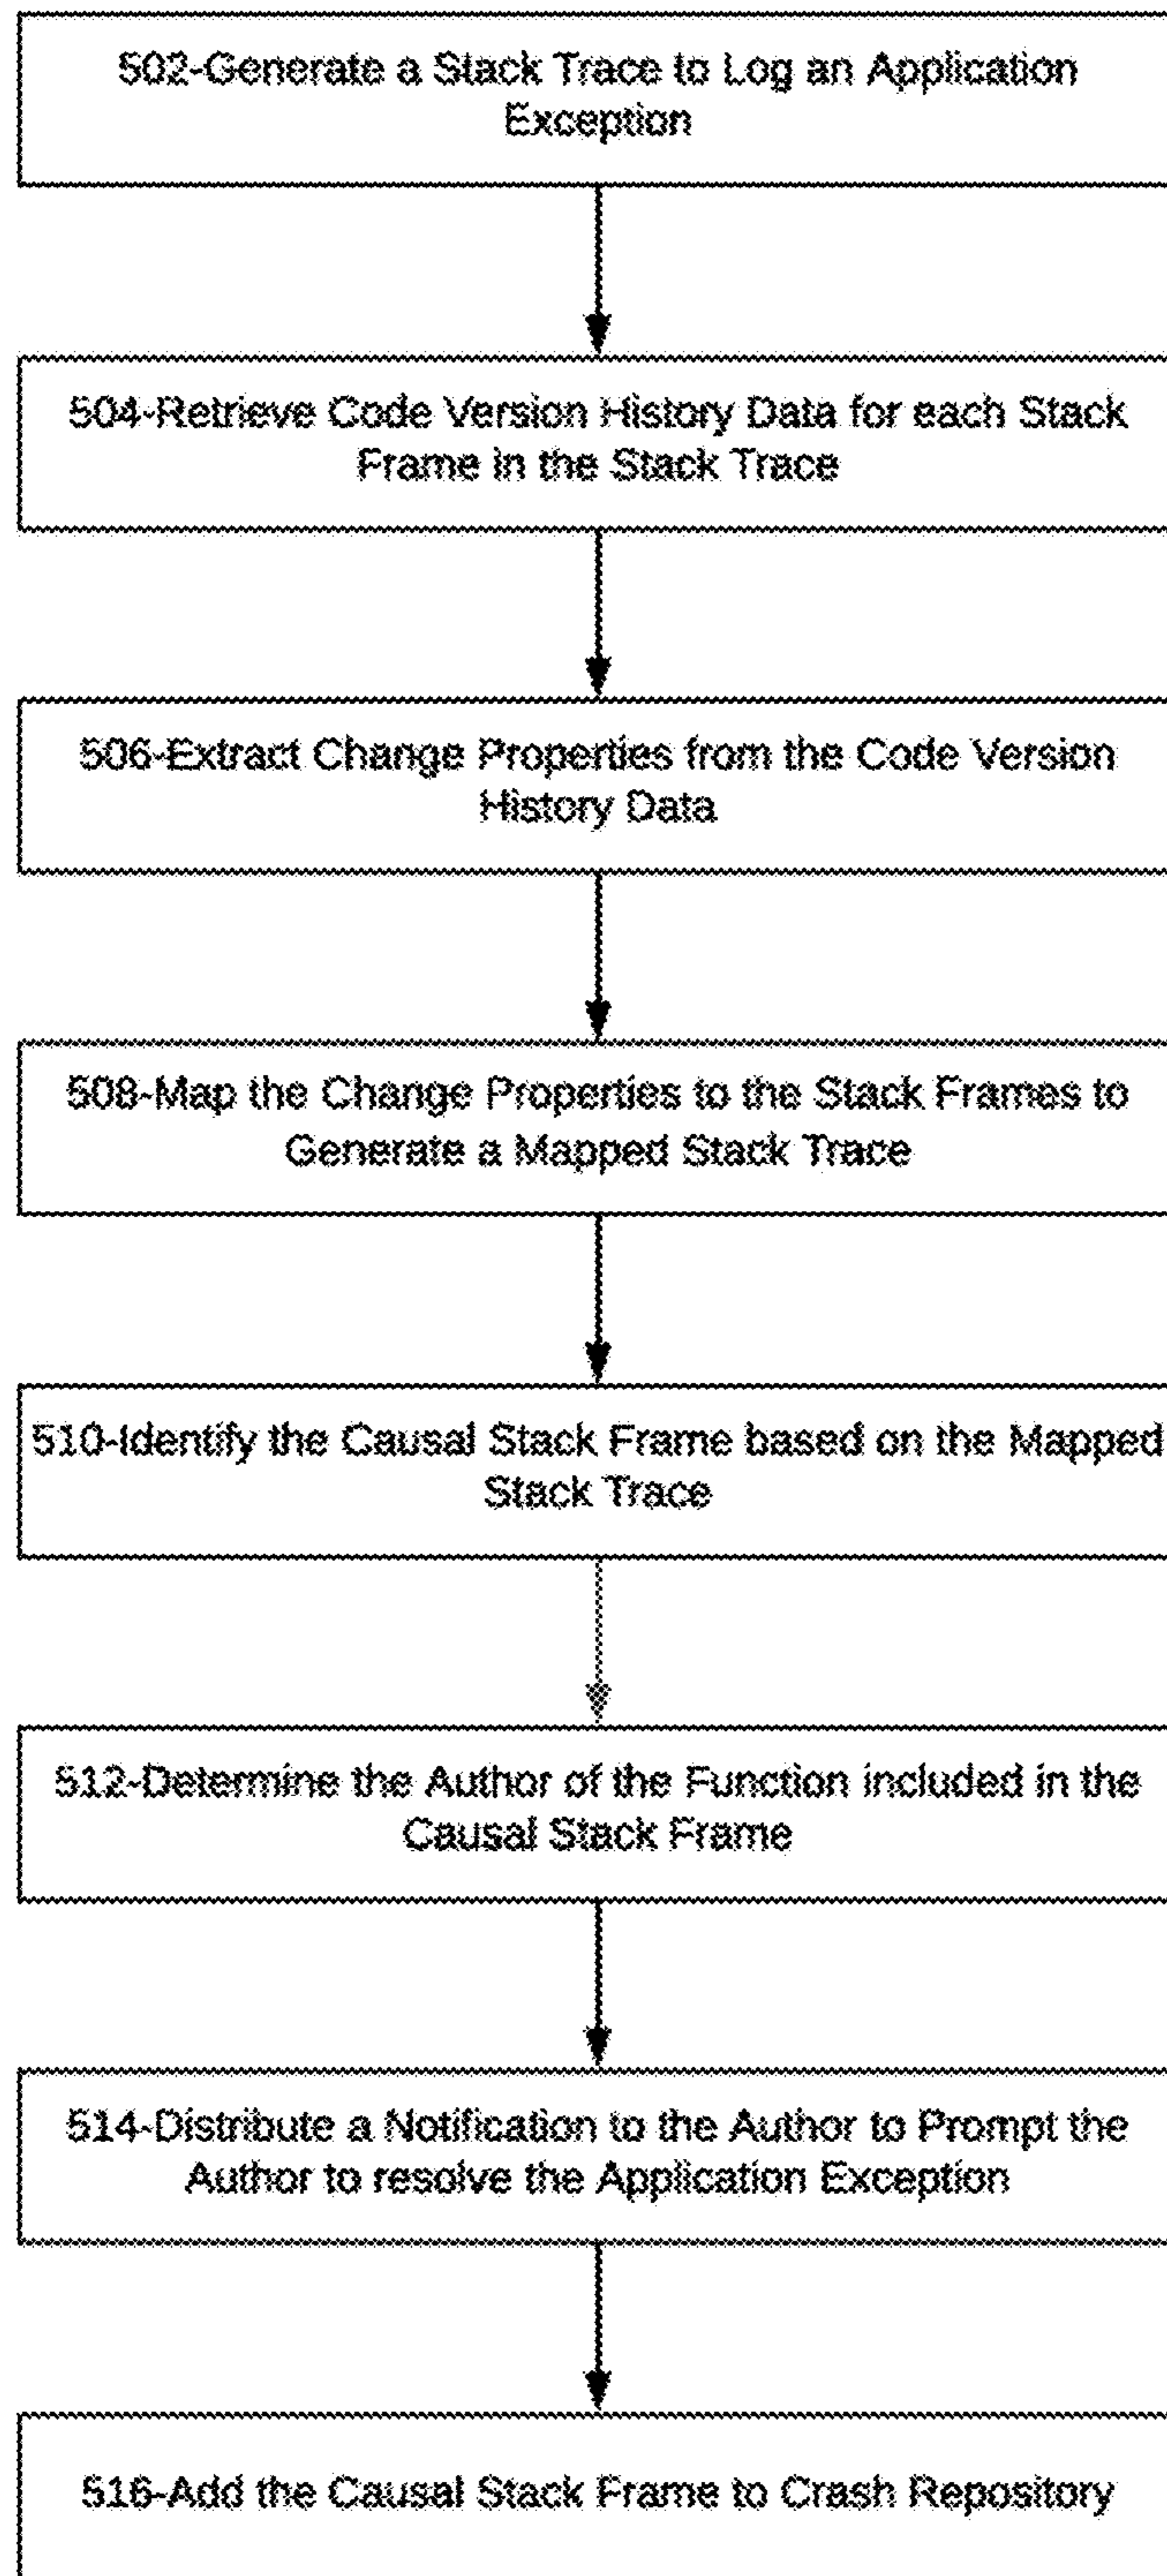 502-Generate a Stack Trace to Log an Application
Exception
504-Retrieve Code Version History Data for each Stack
Frame in the Stack Trace
506-Extract Change Properties from the Code Version
History Data
508-Map the Change Properties to the Stack Frames to
Generate a Mapped Stack Trace
510-Identify the Causal Stack Frame based on the Mapped
Stack Trace
512-Determine the Author of the Function included in the
Causal Stack Frame
514-Distribute a Notification to the Author to Prompt the
Author to resolve the Application Exception
516-Add the Causal Stack Frame to Crash Repository